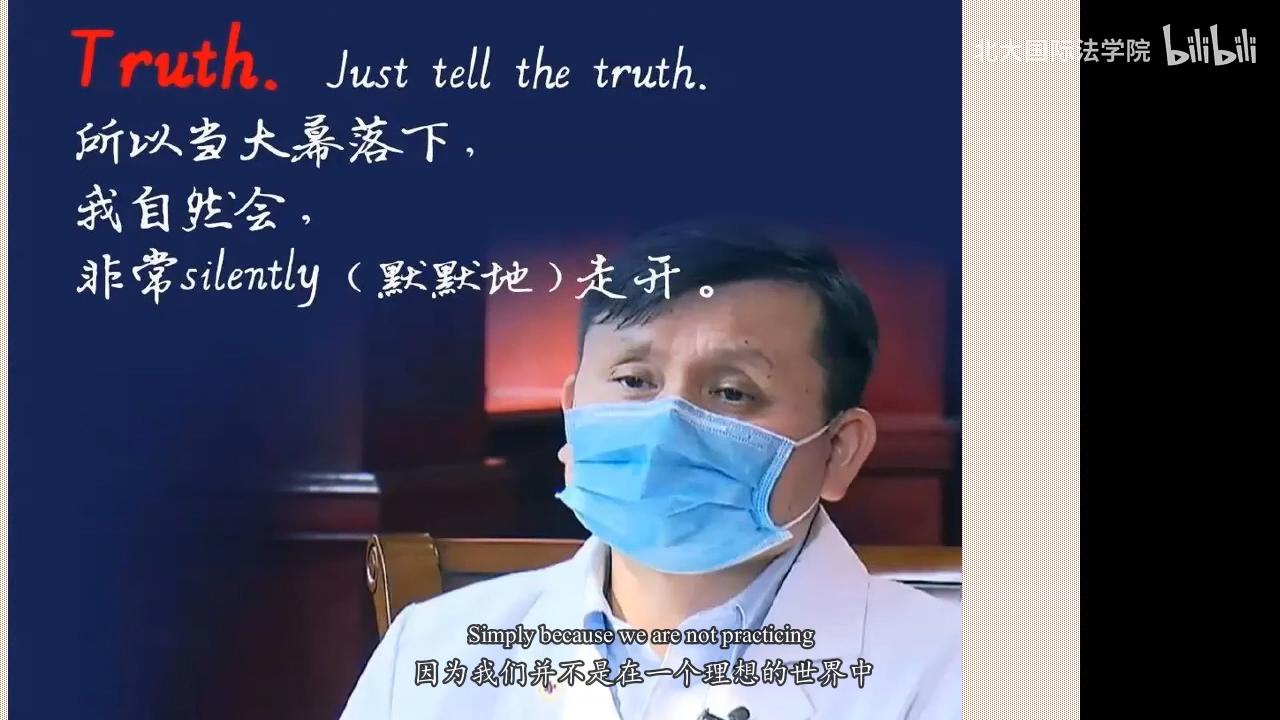 Truth. Just tell the truth.
所以当大幕落下，
我自然会，
非常silently（默默地）走开。
北大国际法学院 bilibili
Simply because we are not practicing
因为我们并不是在一个理想的世界中